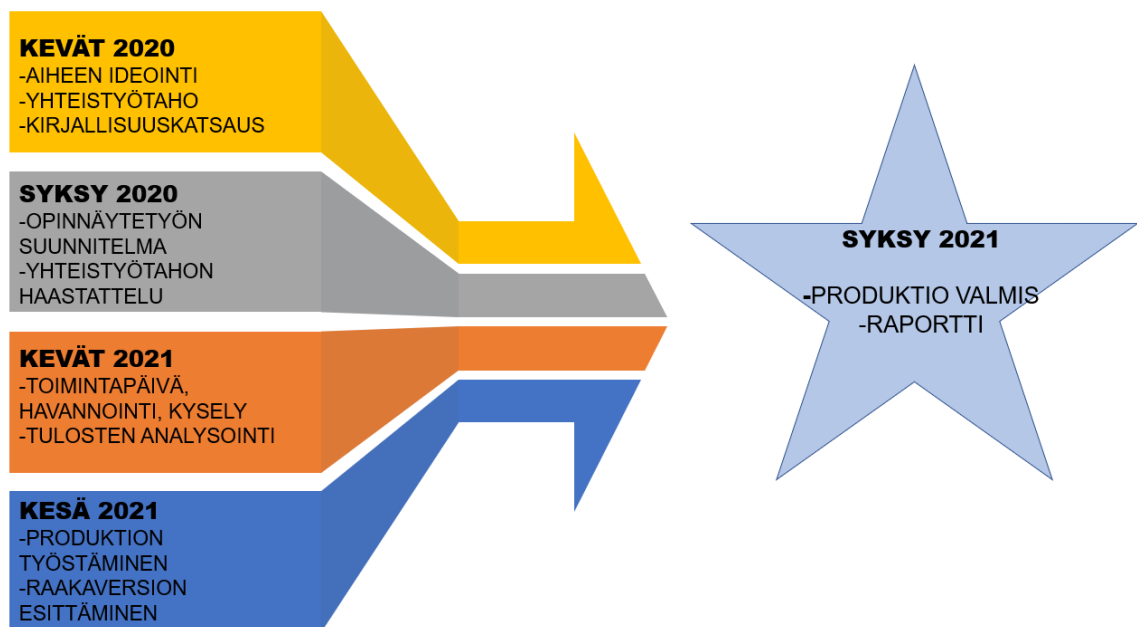 KEVÄT 2020
-AIHEEN IDEOINTI
-YHTEISTYÖTAHO
-KIRJALLISUUSKATSAUS
SYKSY 2020
-OPINNÄYTETYÖN
SUUNNITELMA
-YHTEISTYÖTAHON
HAASTATTELU
KEVÄT 2021
-TOIMINTAPÄIVÄ,
HAVANNOINTI, KYSELY
-TULOSTEN ANALYSOINTI
KESÄ 2021
-PRODUKTION
TYÖSTÄMINEN
-RAAKAVERSION
ESITTÄMINEN
SYKSY 2021
-PRODUKTIO VALMIS
-RAPORTTI